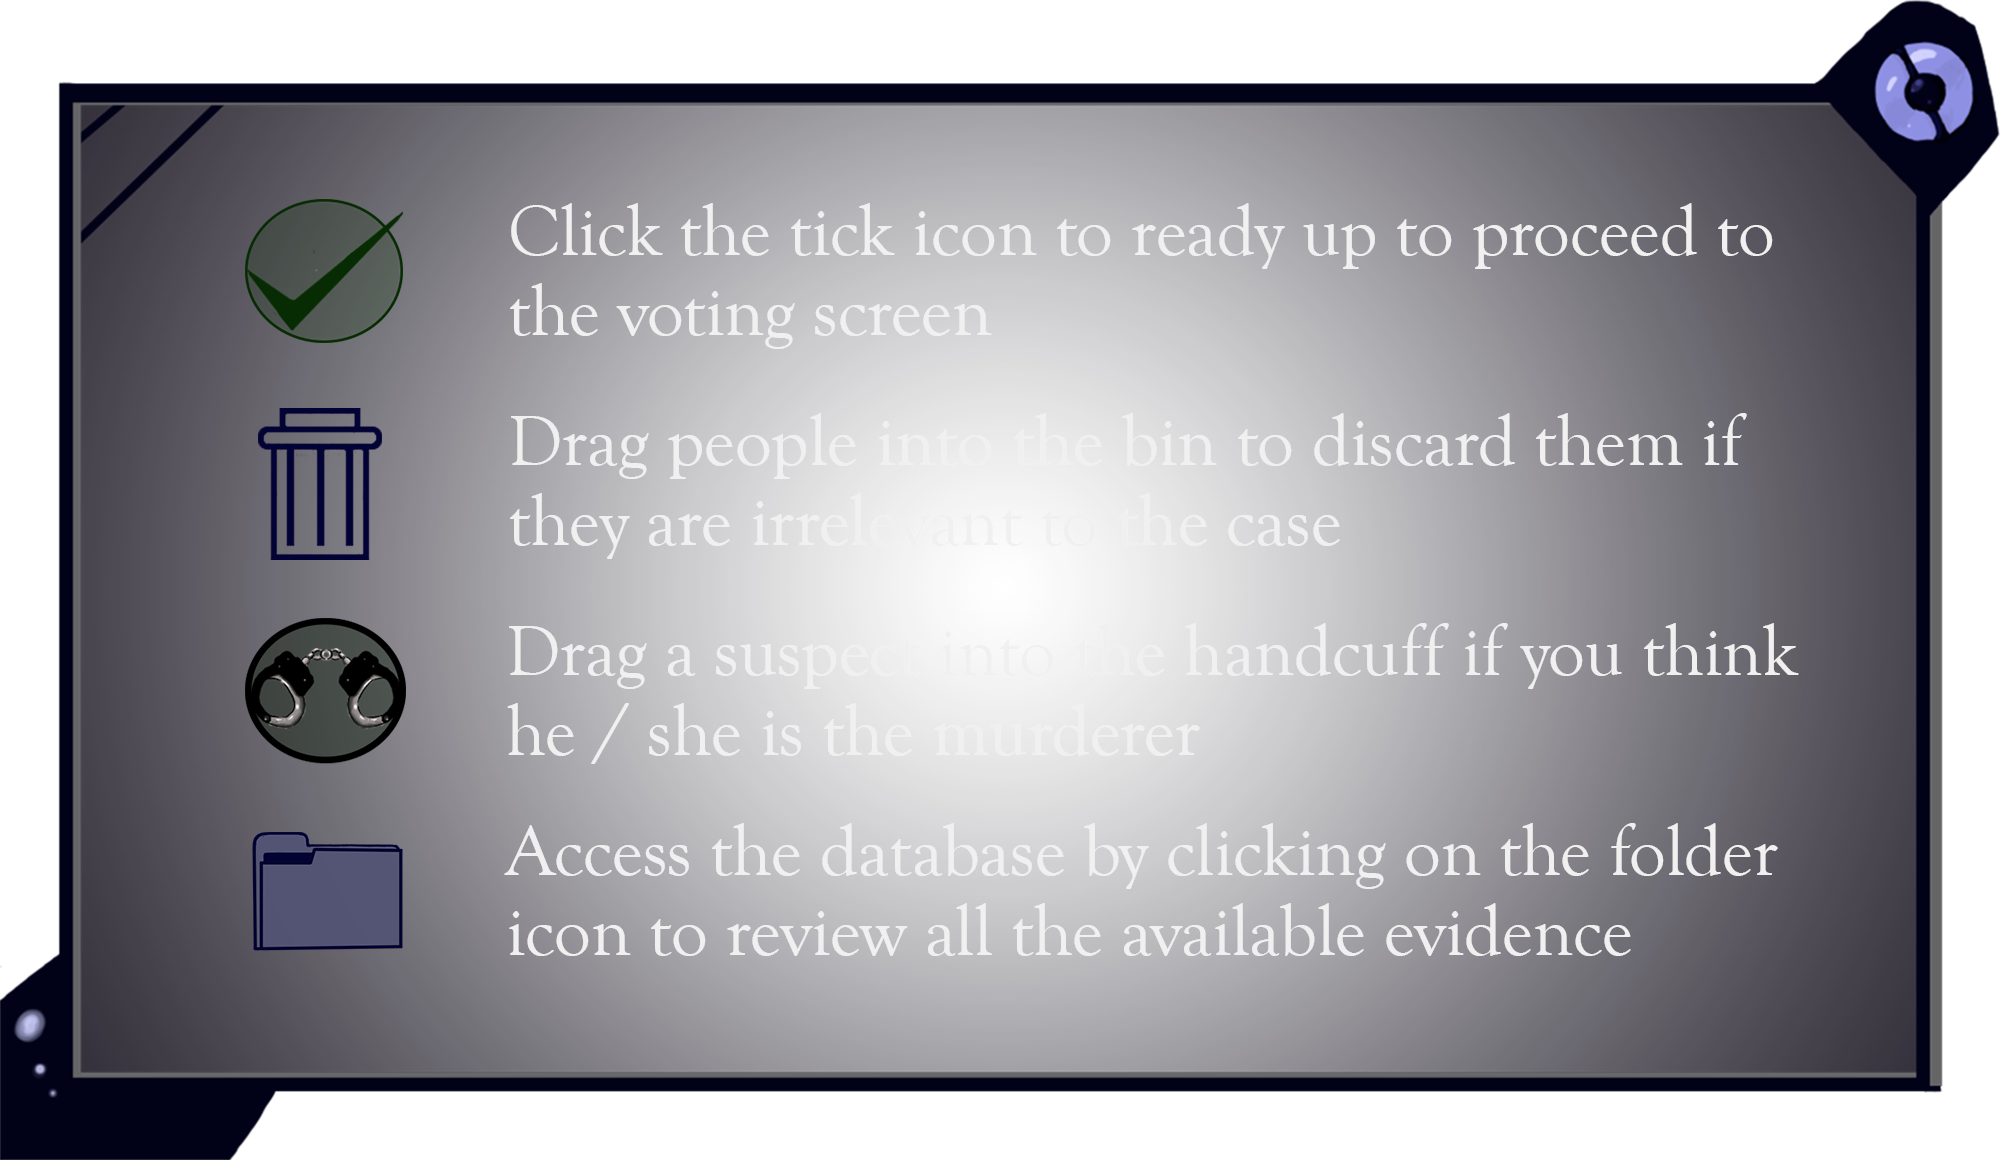 Click the tick icon to ready up to proceed to
the voting screen
Drag people into the bin to discard them if
they are irrelevant to the case
Drag a suspect into the handcuff if you think
he / she is the murderer
Access the database by clicking on the folder
icon to review all the available evidence